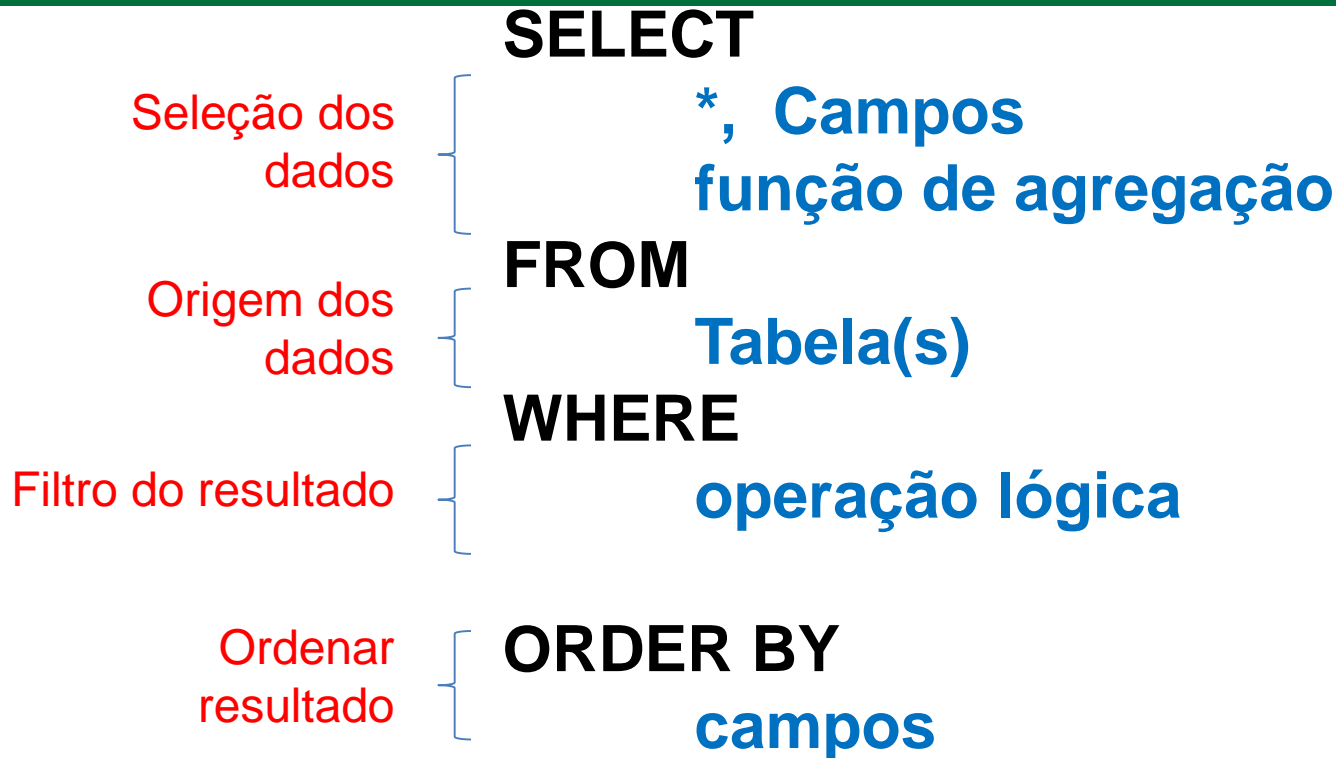 SELECT
Seleção dos
dados
*, Campos
função de agregação
FROM
Origem dos
dados
Tabela(s)
WHERE
Filtro do resultado
operação lógica
Ordenar
resultado
ORDER BY
campos